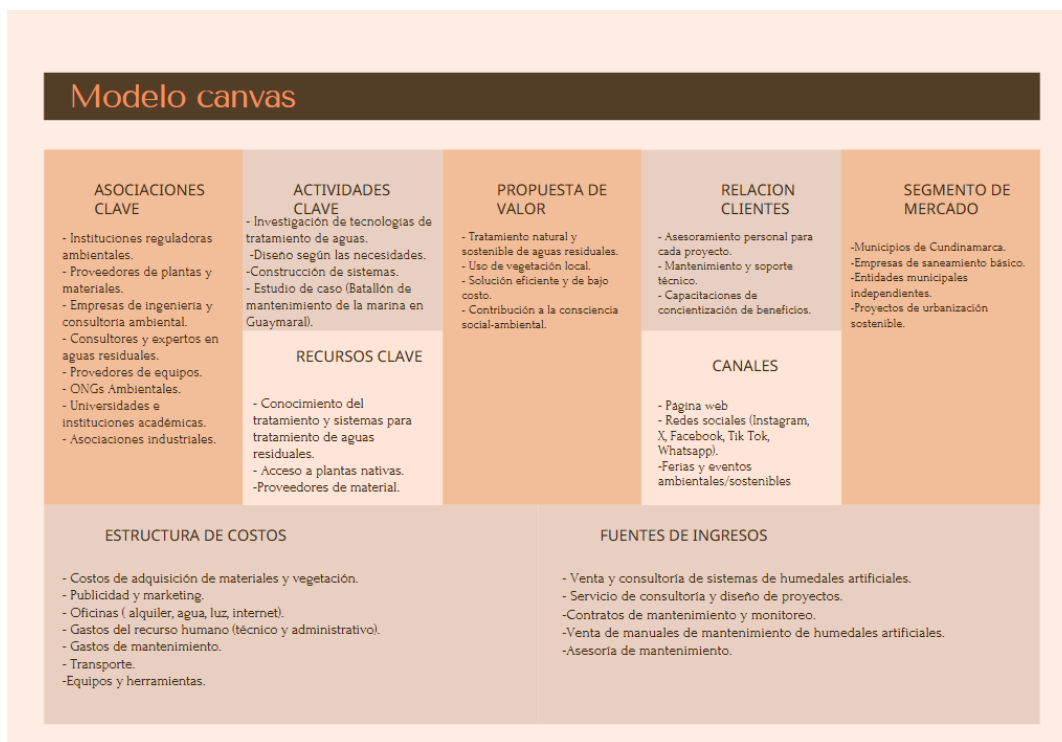 Modelo canvas
ASOCIACIONES
CLAVE
- Instituciones reguladoras
ambientales.
- Proveedores de plantas y
materiales.
- Empresas de ingeniería y
consultoría ambiental.
- Consultores y expertos en
aguas residuales.
- Provedores de equipos.
- ONGs Ambientales.
- Universidades e
instituciones académicas.
- Asociaciones industriales.
ACTIVIDADES
CLAVE
- Investigación de tecnologías de
tratamiento de aguas.
-Diseño según las necesidades.
-Construcción de sistemas.
- Estudio de caso (Batallón de
mantenimiento de la marina en
Guaymaral).
RECURSOS CLAVE
- Conocimiento del
tratamiento y sistemas para
tratamiento de aguas
residuales.
- Acceso a plantas nativas.
-Proveedores de material.
PROPUESTA DE
VALOR
- Tratamiento natural y
sostenible de aguas residuales.
- Uso de vegetación local.
- Solución eficiente y de bajo
costo.
- Contribución a la consciencia
social-ambiental.
RELACION
CLIENTES
- Asesoramiento personal para
cada proyecto.
- Mantenimiento y soporte
técnico.
- Capacitaciones de
concientización de beneficios.
CANALES
- Página web
- Redes sociales (Instagram,
X, Facebook, Tik Tok,
Whatsapp).
-Ferias y eventos
ambientales/sostenibles
SEGMENTO DE
MERCADO
-Municipios de Cundinamarca.
-Empresas de saneamiento básico.
-Entidades municipales
independientes.
-Proyectos de urbanización
sostenible.
ESTRUCTURA DE COSTOS
- Costos de adquisición de materiales y vegetación.
- Publicidad y marketing.
- Oficinas ( alquiler, agua, luz, internet).
- Gastos del recurso humano (técnico y administrativo).
- Gastos de mantenimiento.
- Transporte.
-Equipos y herramientas.
FUENTES DE INGRESOS
- Venta y consultoría de sistemas de humedales artificiales.
- Servicio de consultoría y diseño de proyectos.
-Contratos de mantenimiento y monitoreo.
-Venta de manuales de mantenimiento de humedales artificiales.
-Asesoría de mantenimiento.